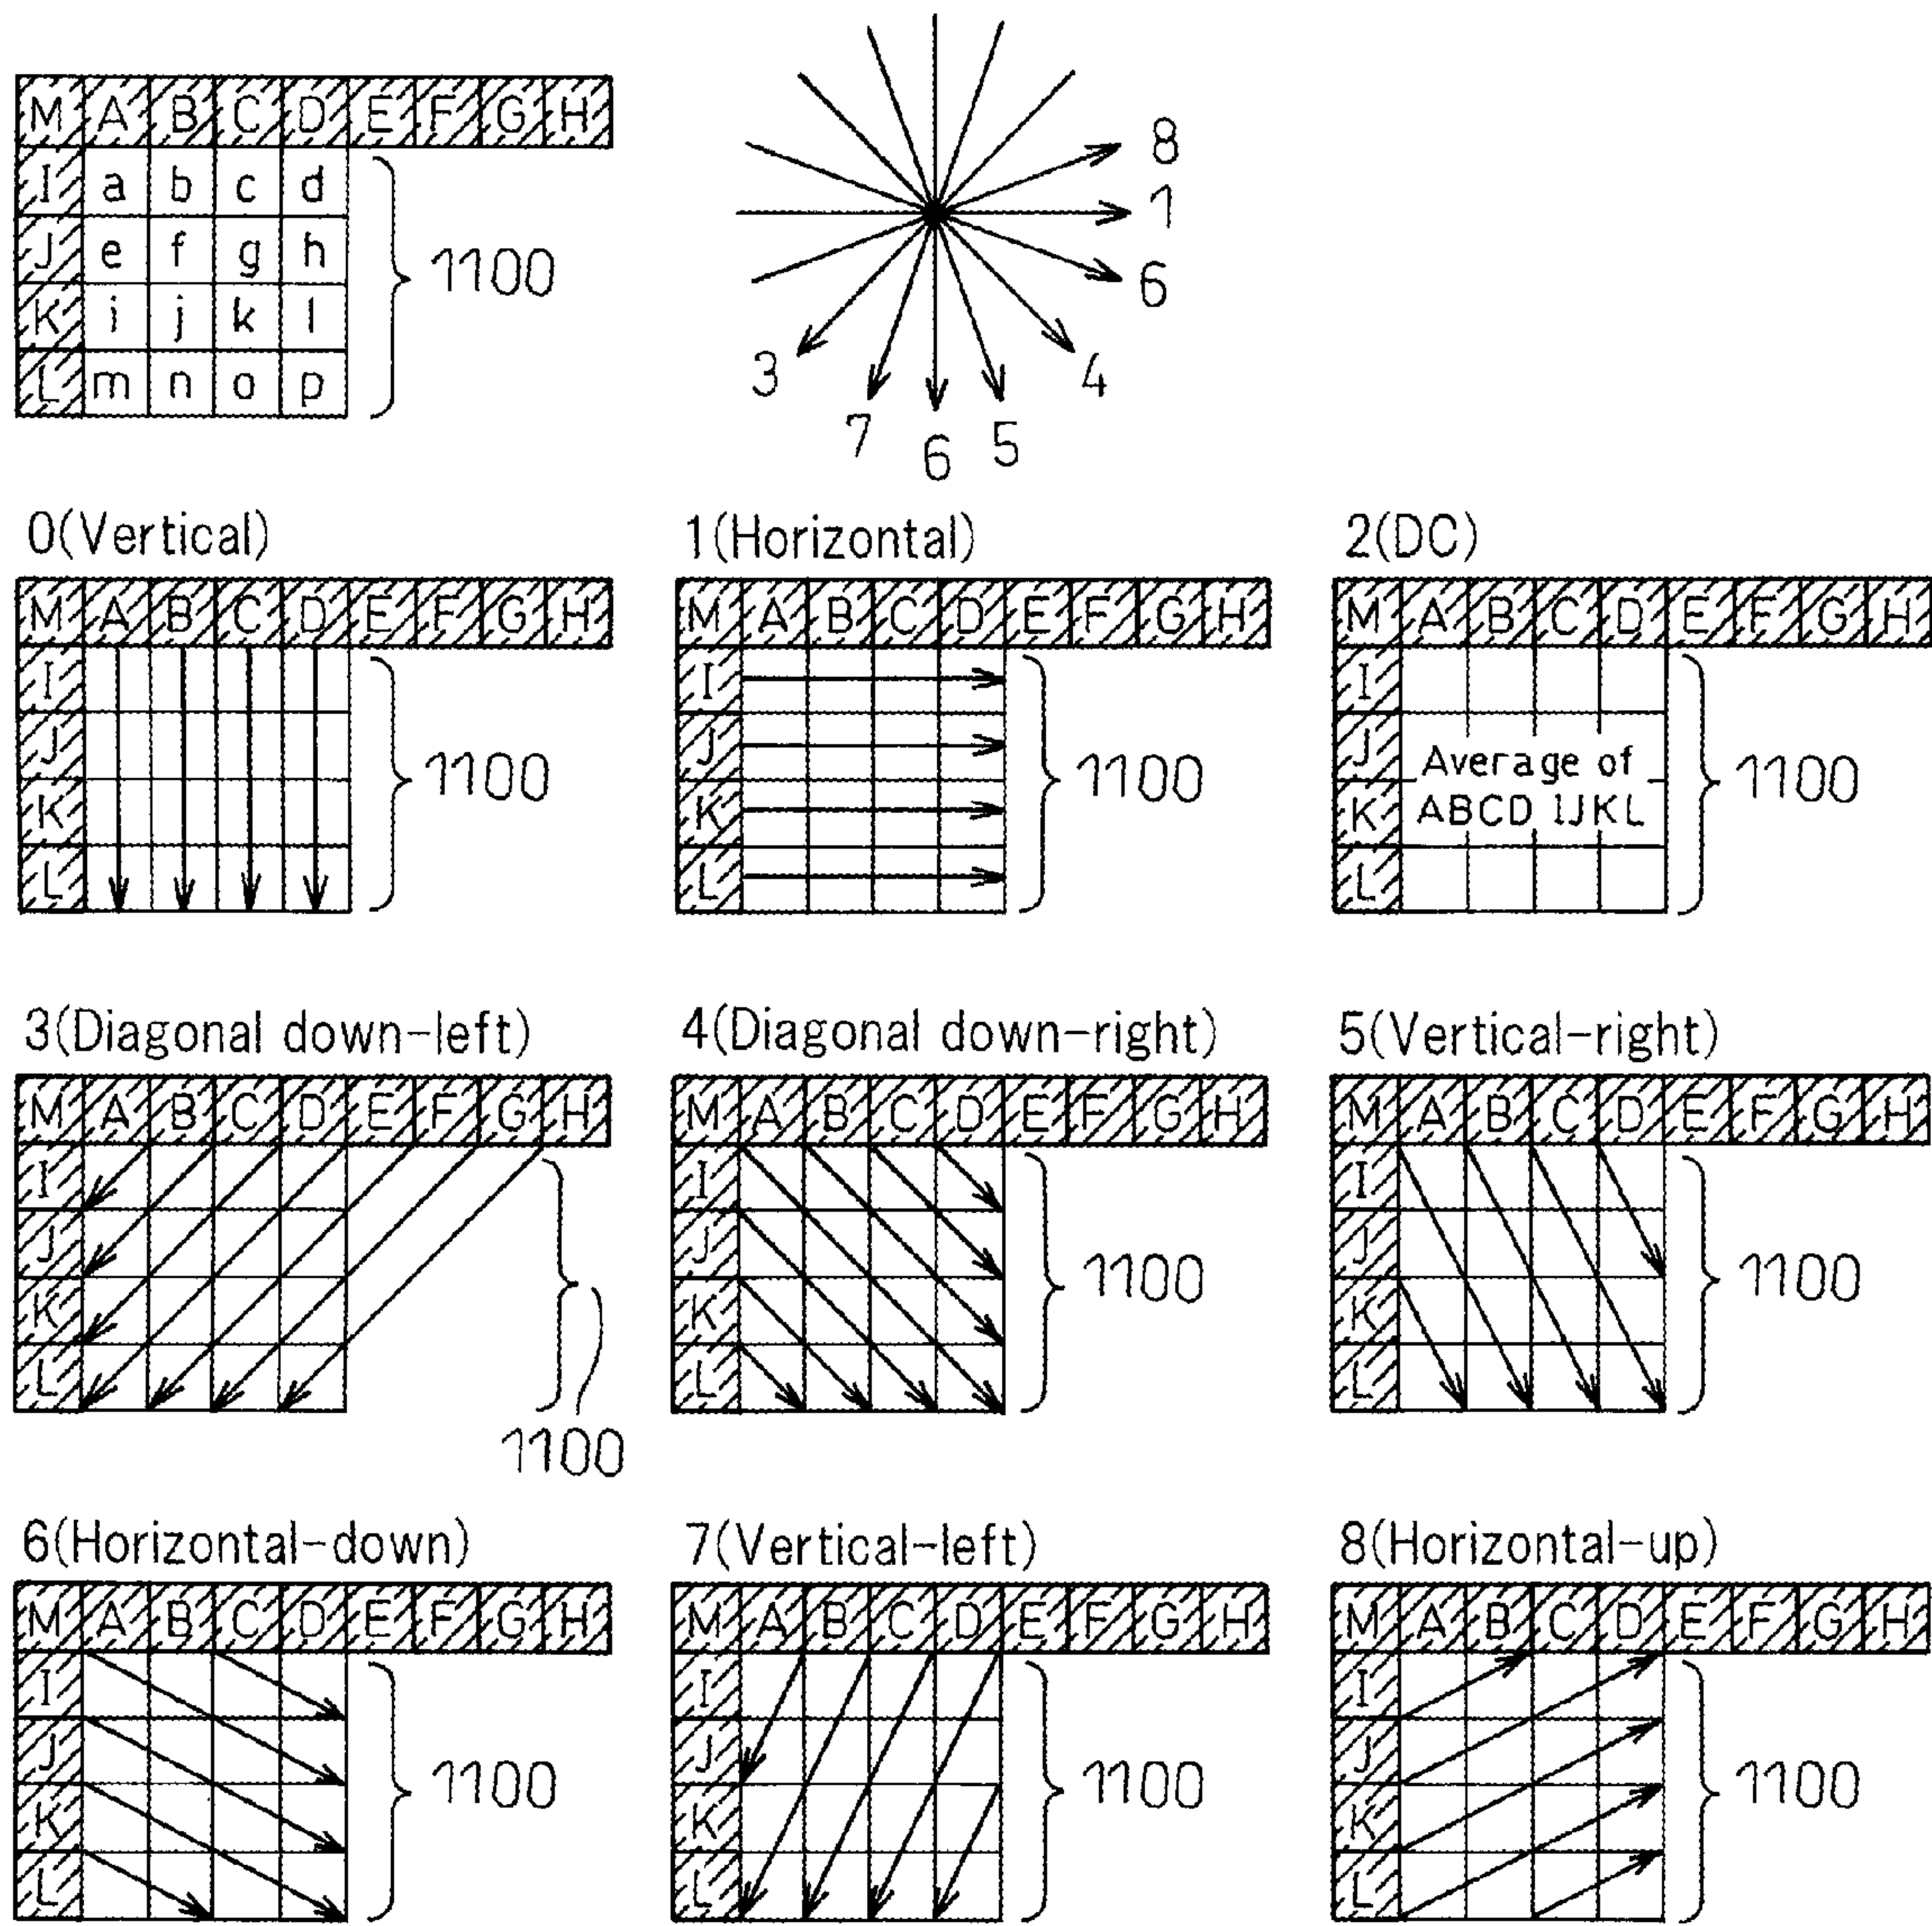 M A B C D E F G H
I a b c d
J e f g h
K i j k l
L m n o p
1100
8
1
6
4
5
6
7
3
0(Vertical) 1(Horizontal) 2(DC)
M A B C D E F G H M A B C D E F G H M A B C D E F G H
I I I
J J J Average of
1100 1100 1100
K K K ABCD IJKL
L L L
3(Diagonal down-left) 4(Diagonal down-right) 5(Vertical-right)
M A B C D E F G H M A B C D E F G H M A B C D E F G H
I I I
J J J
1100 1100
K K K
L L L
1100
6(Horizontal-down) 7(Vertical-left) 8(Horizontal-up)
M A B C D E F G H M A B C D E F G H M A B C D E F G H
I I I
J J J
1100 1100 1100
K K K
L L L